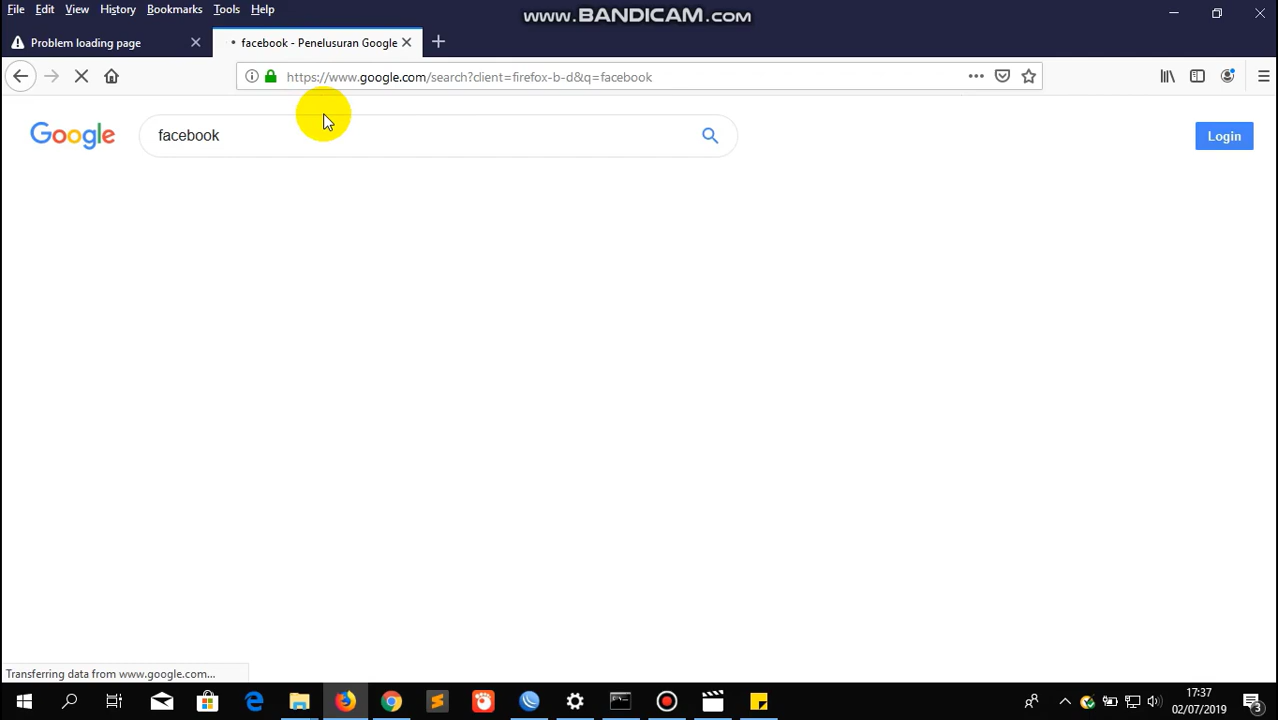 www.BANDICAM.com
File Edit View History Bookmarks Tools Help
Problem loading page
facebook - Penelusuran Google
https://www.google.com/search?client=firefox-b-d&q=facebook
Google
facebook
Login
Transferring data from www.google.com...
17:37
02/07/2019
3